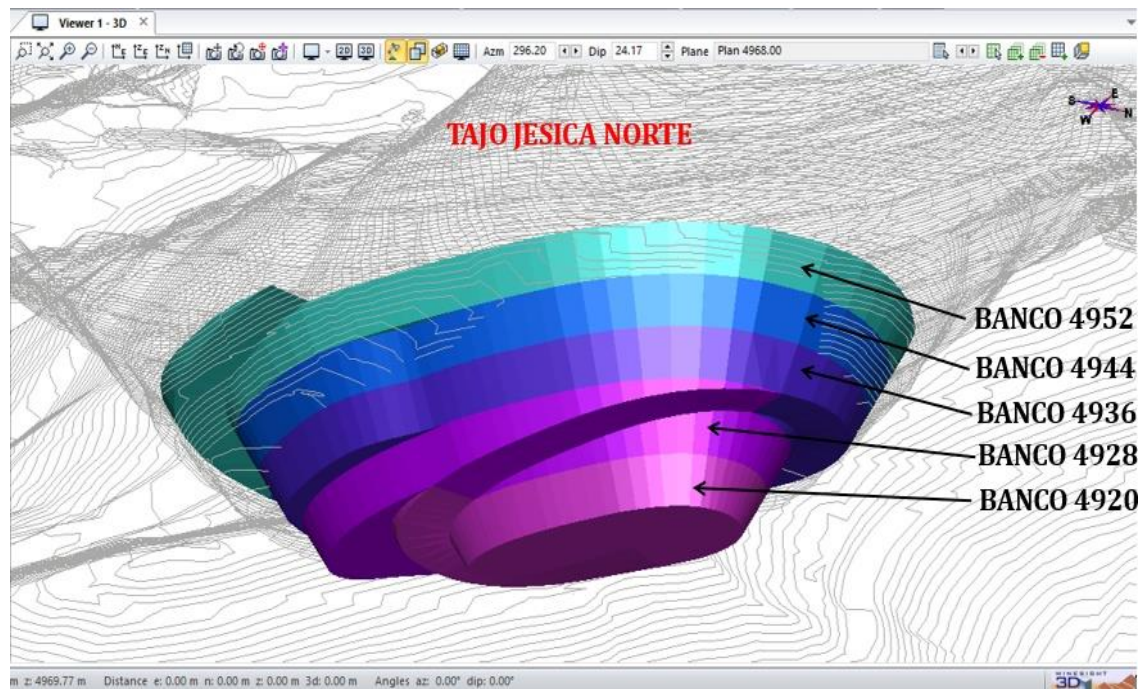 Viewer 1 - 3D
Azm 296.20 Dip 24.17 Plane Plan 4968.00
TAJO JESICA NORTE
S E
W N
BANCO 4952
BANCO 4944
BANCO 4936
BANCO 4928
BANCO 4920
m z: 4969.77 m Distance e: 0.00 m n: 0.00 m z: 0.00 m 3d: 0.00 m Angles az: 0.00° dip: 0.00°
MINESIGHT
3D